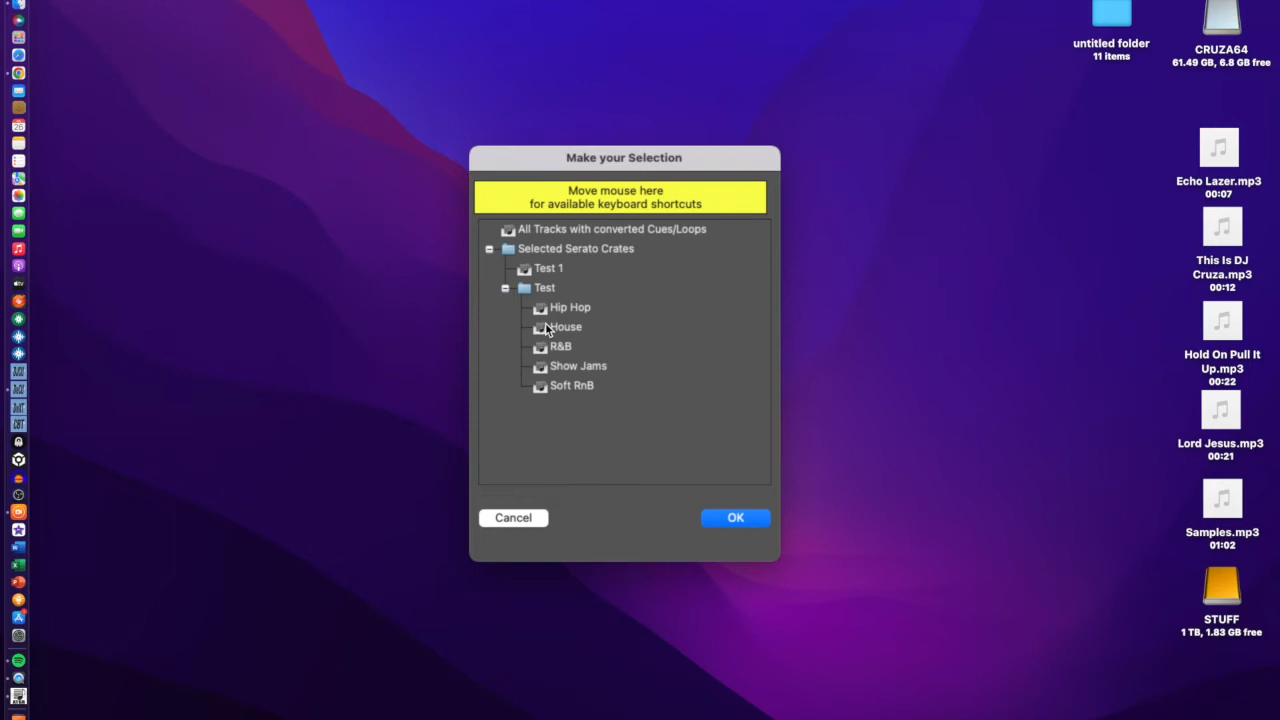 Make your Selection
Move mouse here
for available keyboard shortcuts
All Tracks with converted Cues/Loops
Selected Serato Crates
Test 1
Test
Hip Hop
House
R&B
Show Jams
Soft RnB
Cancel
OK
untitled folder
11 items
CRUZA64
61.49 GB, 6.8 GB free
Echo Lazer.mp3
00:07
This Is DJ
Cruza.mp3
00:12
Hold On Pull It
Up.mp3
00:22
Lord Jesus.mp3
00:21
Samples.mp3
01:02
STUFF
1 TB, 1.83 GB free
26